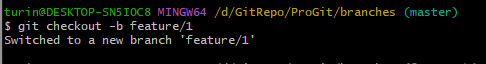 turin@DESKTOP-SN5IOC8 MINGW64 /d/GitRepo/ProGit/branches (master)
$ git checkout -b feature/1
Switched to a new branch 'feature/1'